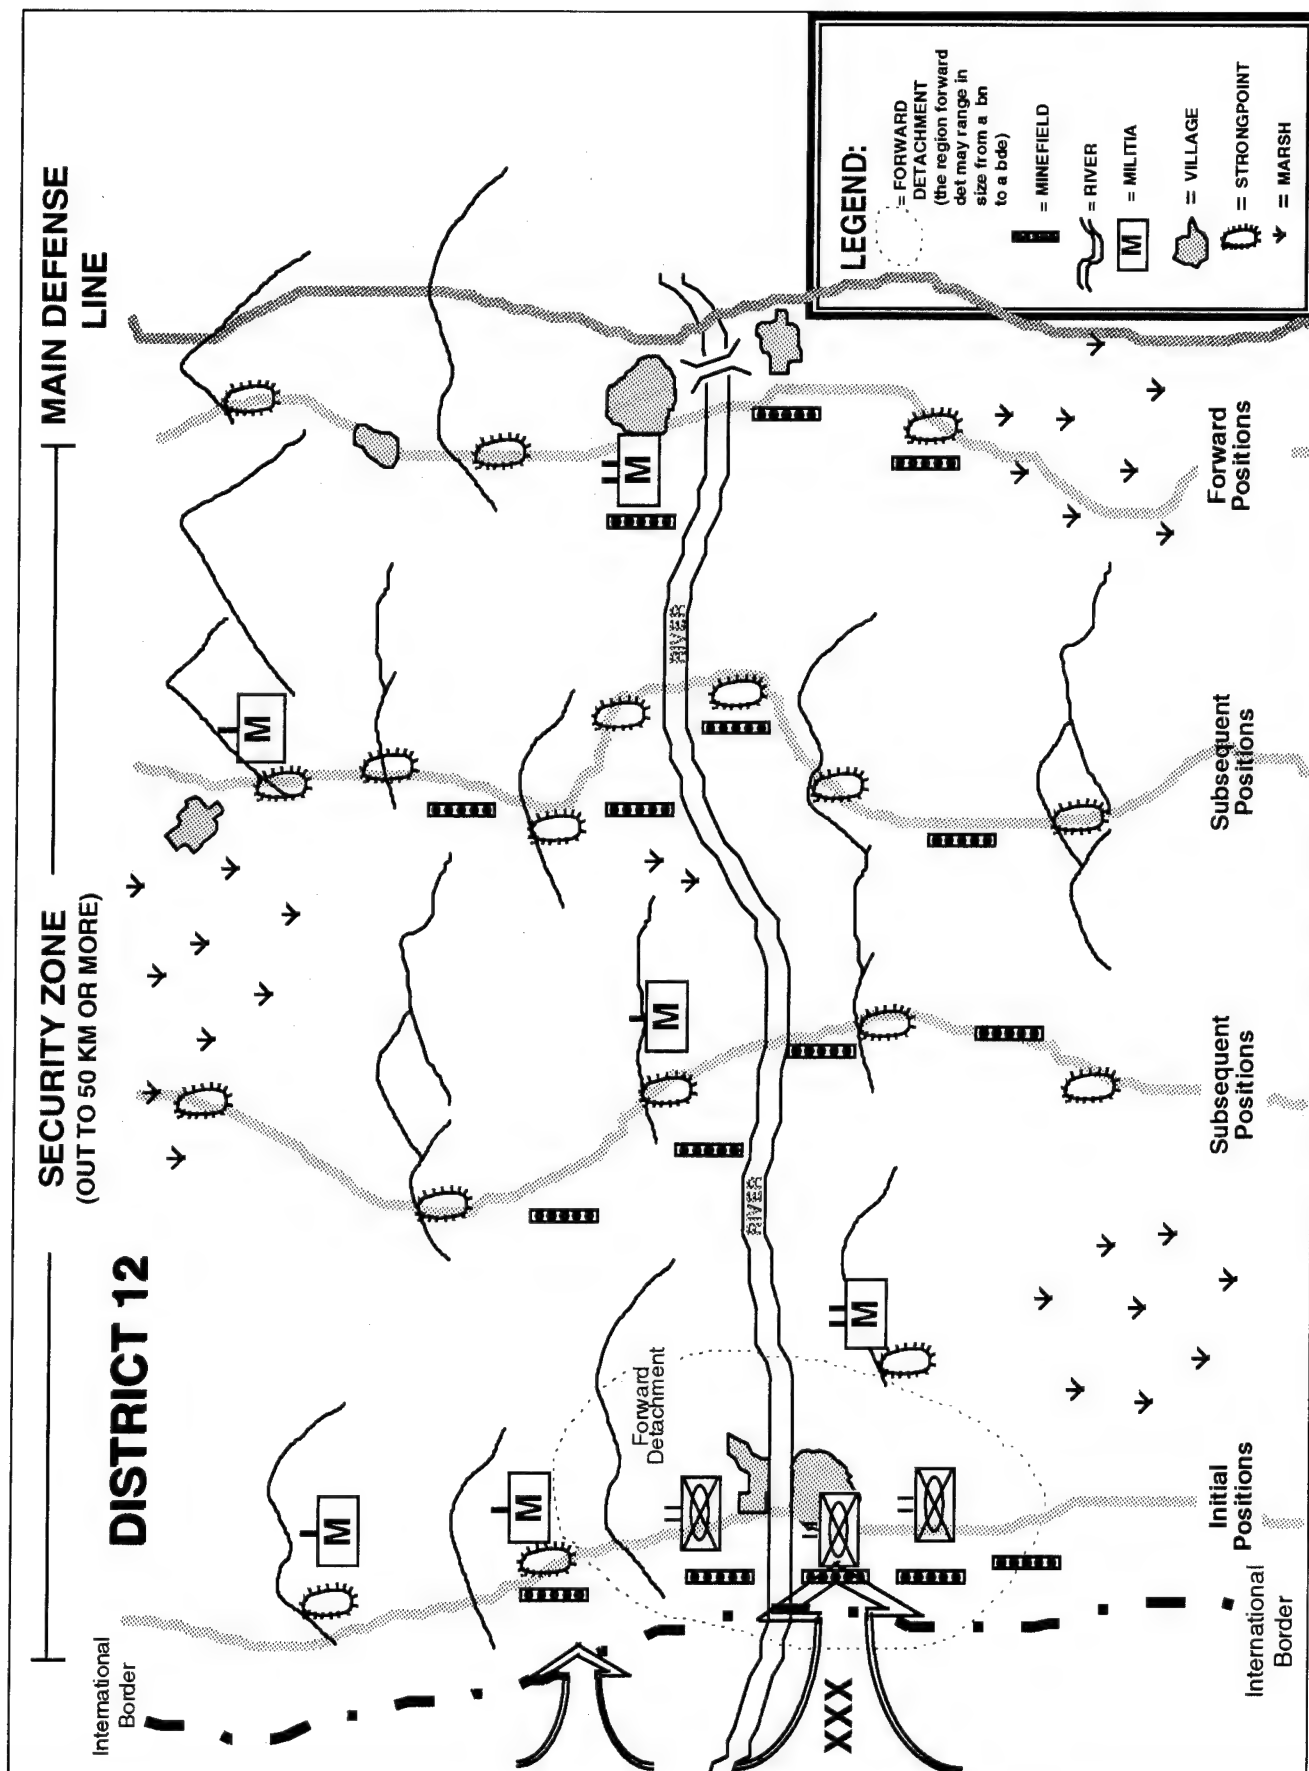 SECURITY ZONE
(OUT TO 50 KM OR MORE)
MAIN DEFENSE
LINE
DISTRICT 12
International
Border
M
M
M
M
M
M
Forward
Detachment
RIVER
RIVER
XXX
International
Border
Initial
Positions
Subsequent
Positions
Subsequent
Positions
Forward
Positions
LEGEND:
= FORWARD
DETACHMENT
(the region forward
det may range in
size from a bn
to a bde)
= MINEFIELD
= RIVER
M = MILITIA
= VILLAGE
= STRONGPOINT
= MARSH